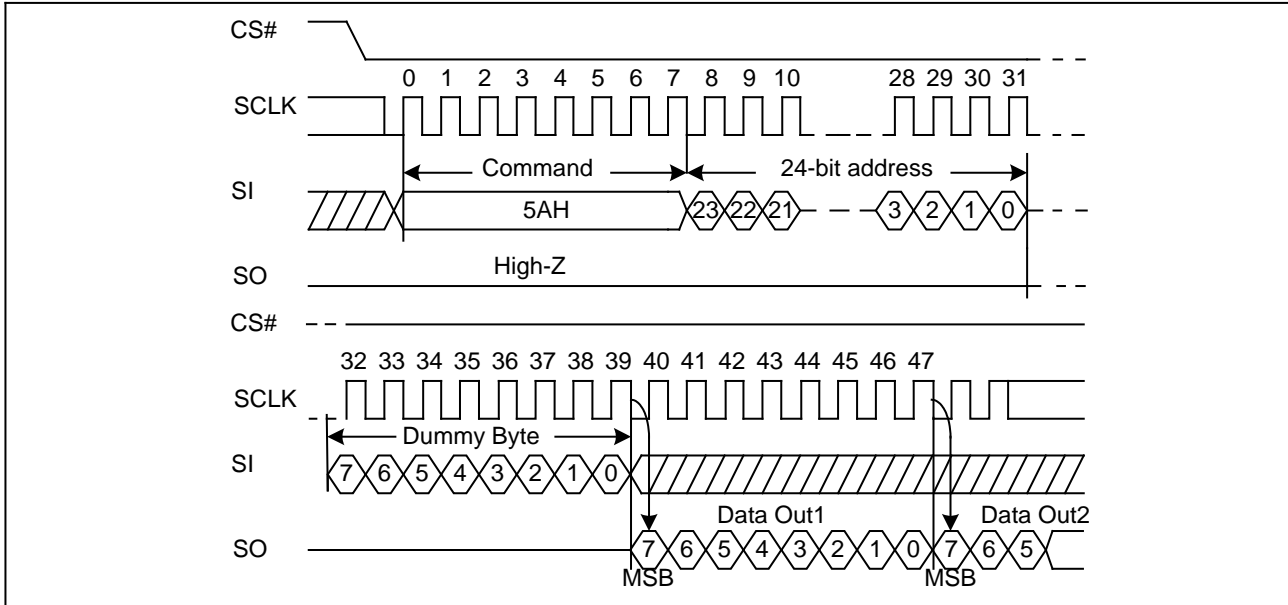 CS#
0 1 2 3 4 5 6 7 8 9 10 28 29 30 31
SCLK
Command 24-bit address
SI
5AH 23 22 21 3 2 1 0
High-Z
SO
CS#
32 33 34 35 36 37 38 39 40 41 42 43 44 45 46 47
SCLK
Dummy Byte
SI
7 6 5 4 3 2 1 0
Data Out1 Data Out2
SO
7 6 5 4 3 2 1 0 7 6 5
MSB MSB